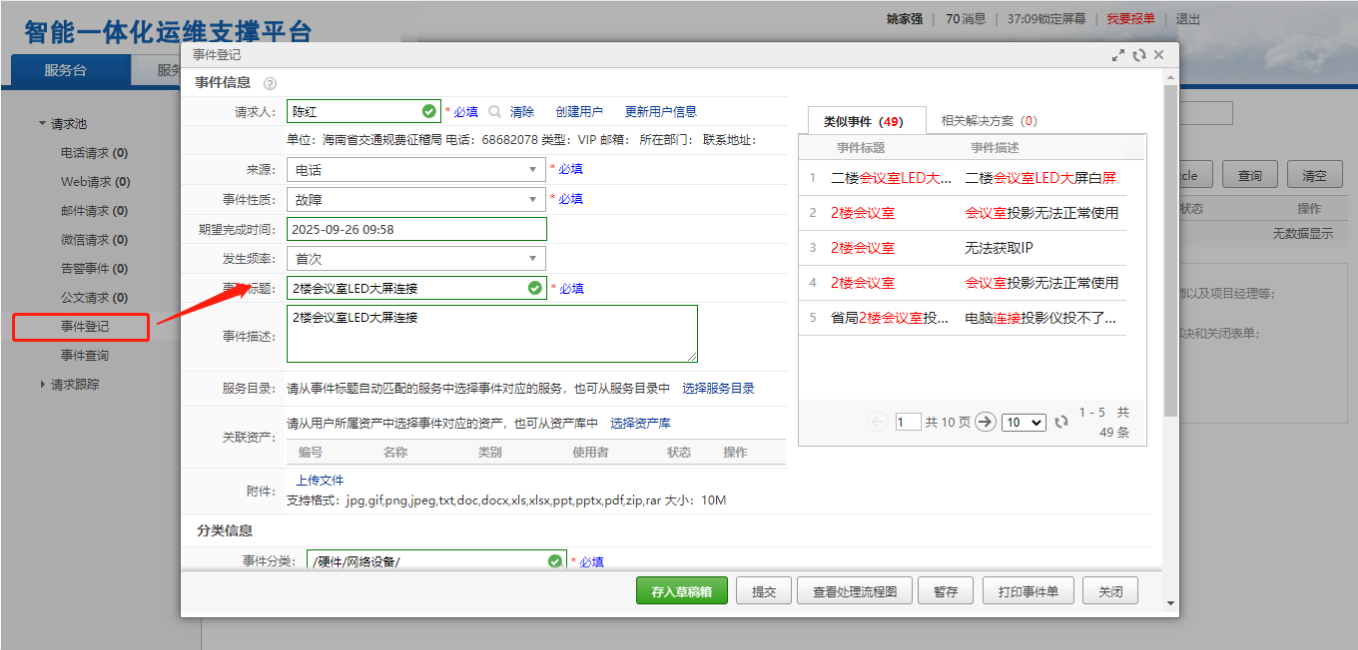 姚家强 | 70消息 | 37:09锁定屏幕 | 我要报单 | 退出
智能一体化运维支撑平台
服务台
服务
请求池
电话请求 (0)
Web请求 (0)
邮件请求 (0)
微信请求 (0)
告警事件 (0)
公文请求 (0)
事件登记
事件查询
请求跟踪
事件登记
事件信息 ?
请求人: 陈红 * 必填 清除 创建用户 更新用户信息
单位: 海南省交通规费征稽局 电话: 68682078 类型: VIP 邮箱: 所在部门: 联系地址:
来源: 电话 * 必填
事件性质: 故障 * 必填
期望完成时间: 2025-09-26 09:58
发生频率: 首次
事件标题: 2楼会议室LED大屏连接 * 必填
事件描述: 2楼会议室LED大屏连接
服务目录: 请从事件标题自动匹配的服务中选择事件对应的服务，也可从服务目录中 选择服务目录
关联资产: 请从用户所属资产中选择事件对应的资产，也可从资产库中 选择资产库
编号 名称 类别 使用者 状态 操作
附件: 上传文件
支持格式: jpg,gif,png,jpeg,txt,doc,docx,xls,xlsx,ppt,pptx,pdf,zip,rar 大小: 10M
分类信息
事件分类: /硬件/网络设备/ * 必填
类似事件 (49) 相关解决方案 (0)
事件标题 事件描述
1 二楼会议室LED大... 二楼会议室LED大屏白屏
2 2楼会议室 会议室投影无法正常使用
3 2楼会议室 无法获取IP
4 2楼会议室 会议室投影无法正常使用
5 省局2楼会议室投... 电脑连接投影仪投不了...
1 共 10 页 10 1 - 5 共 49 条
存入草稿箱 提交 查看处理流程图 暂存 打印事件单 关闭
cle 查询 清空
状态 操作
无数据显示
以及项目经理等;
决和关闭表单;